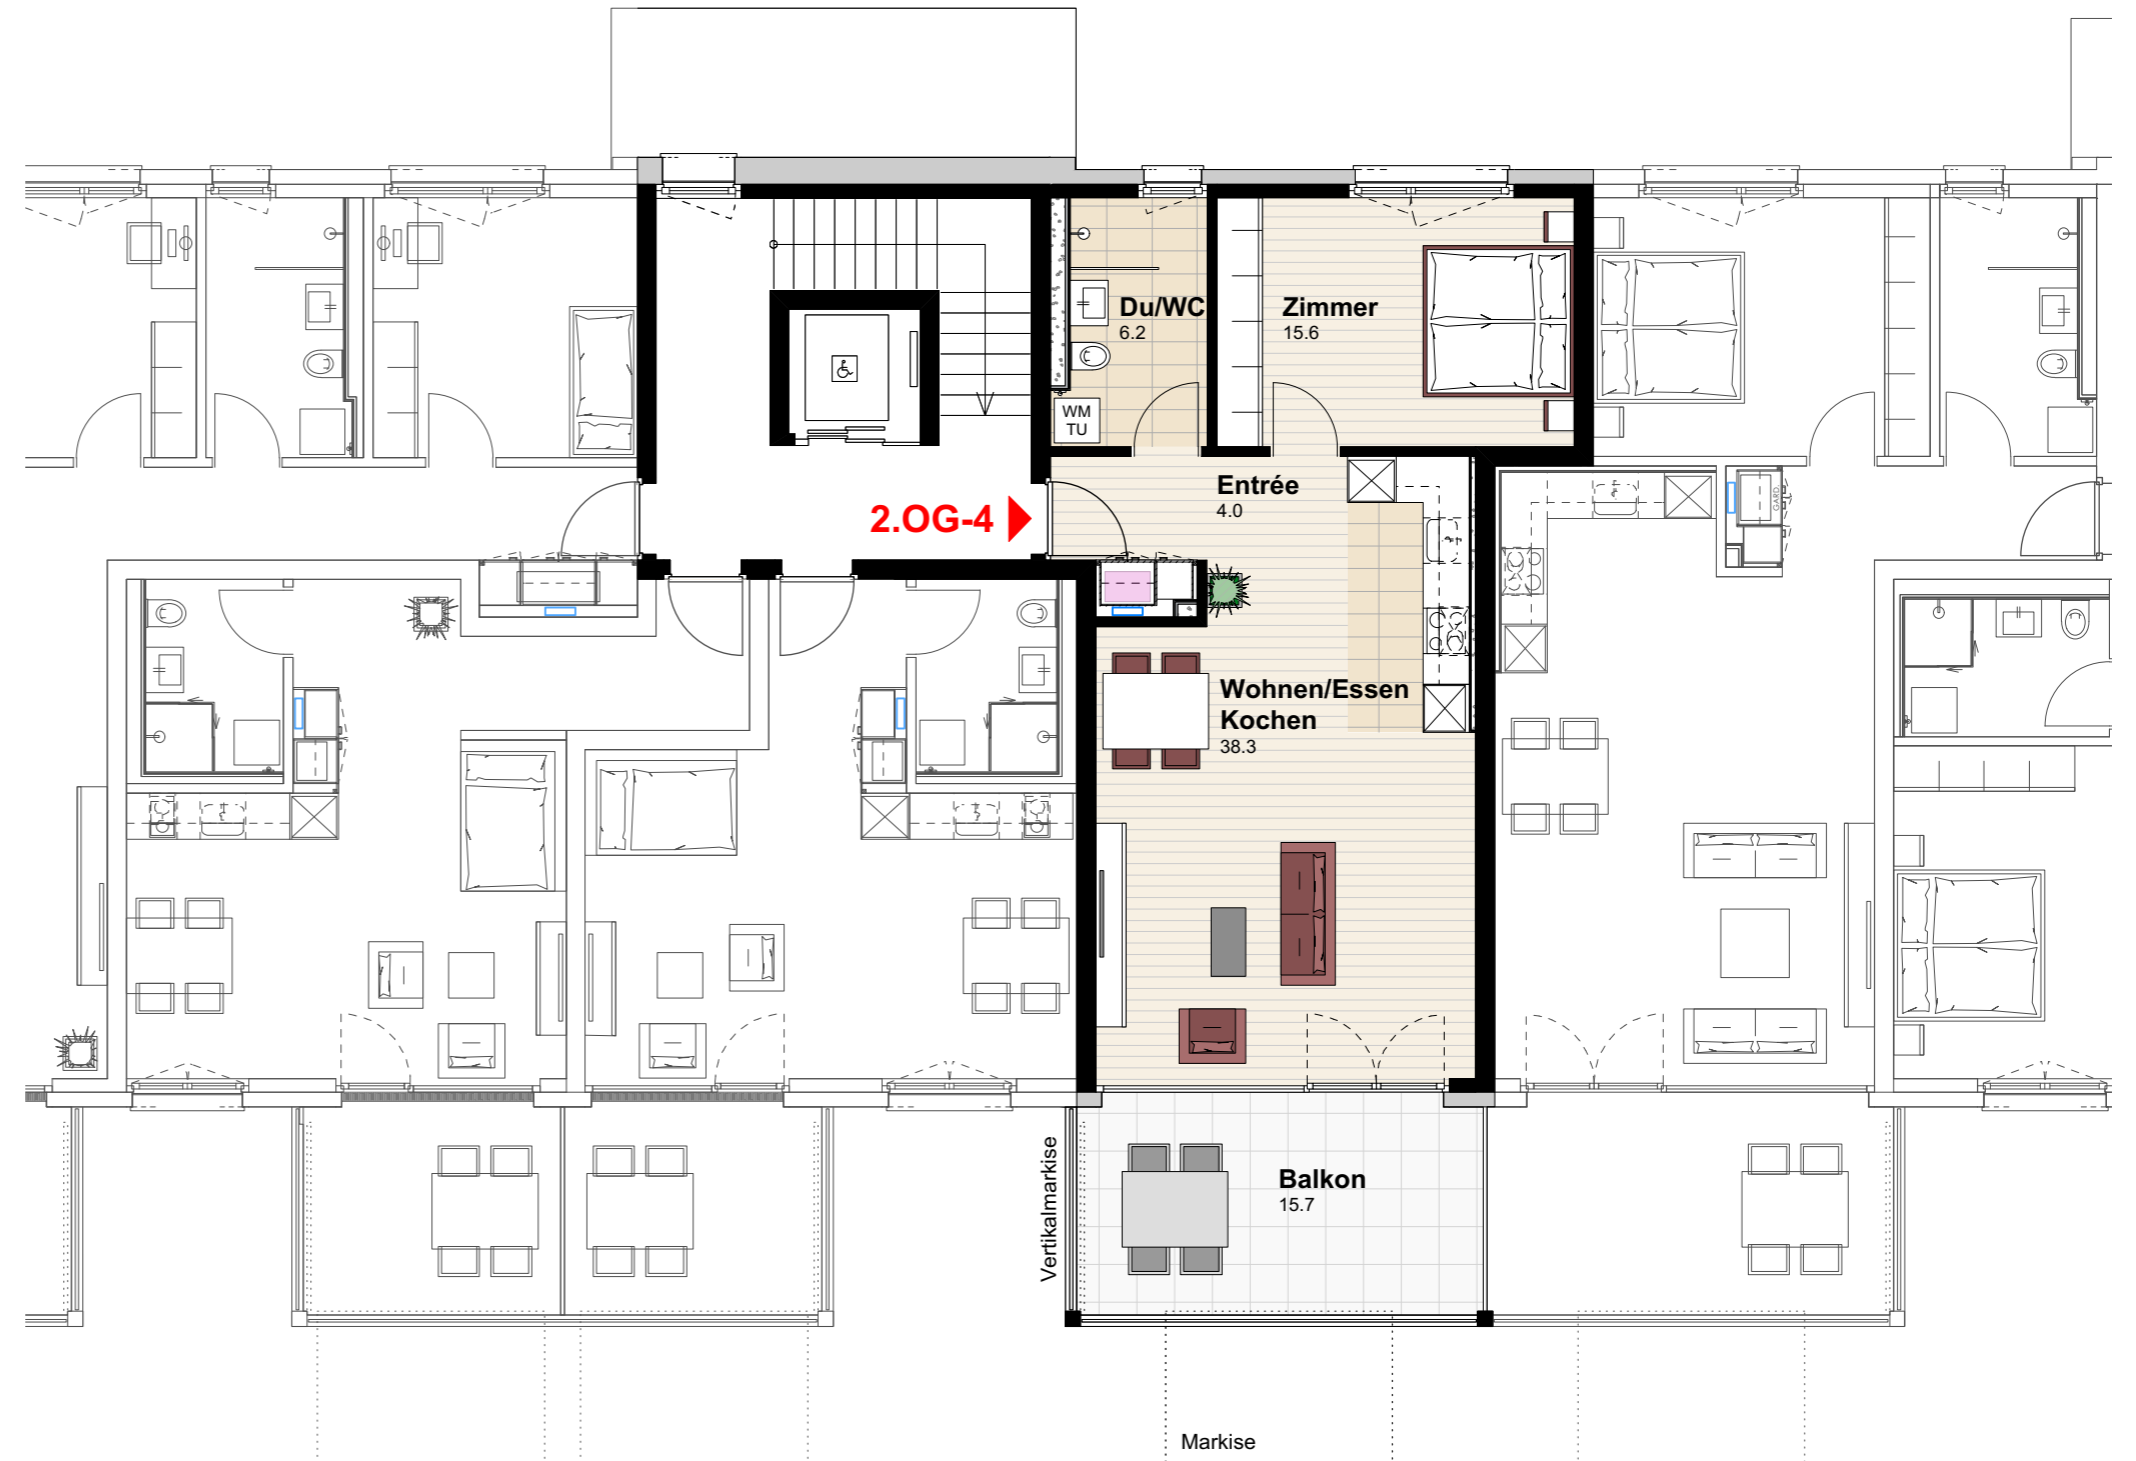 Du/WC
6.2
Zimmer
15.6
WM
TU
Entrée
4.0
2.OG-4
GARD.
Wohnen/Essen
Kochen
38.3
Vertikalmarkise
Balkon
15.7
Markise